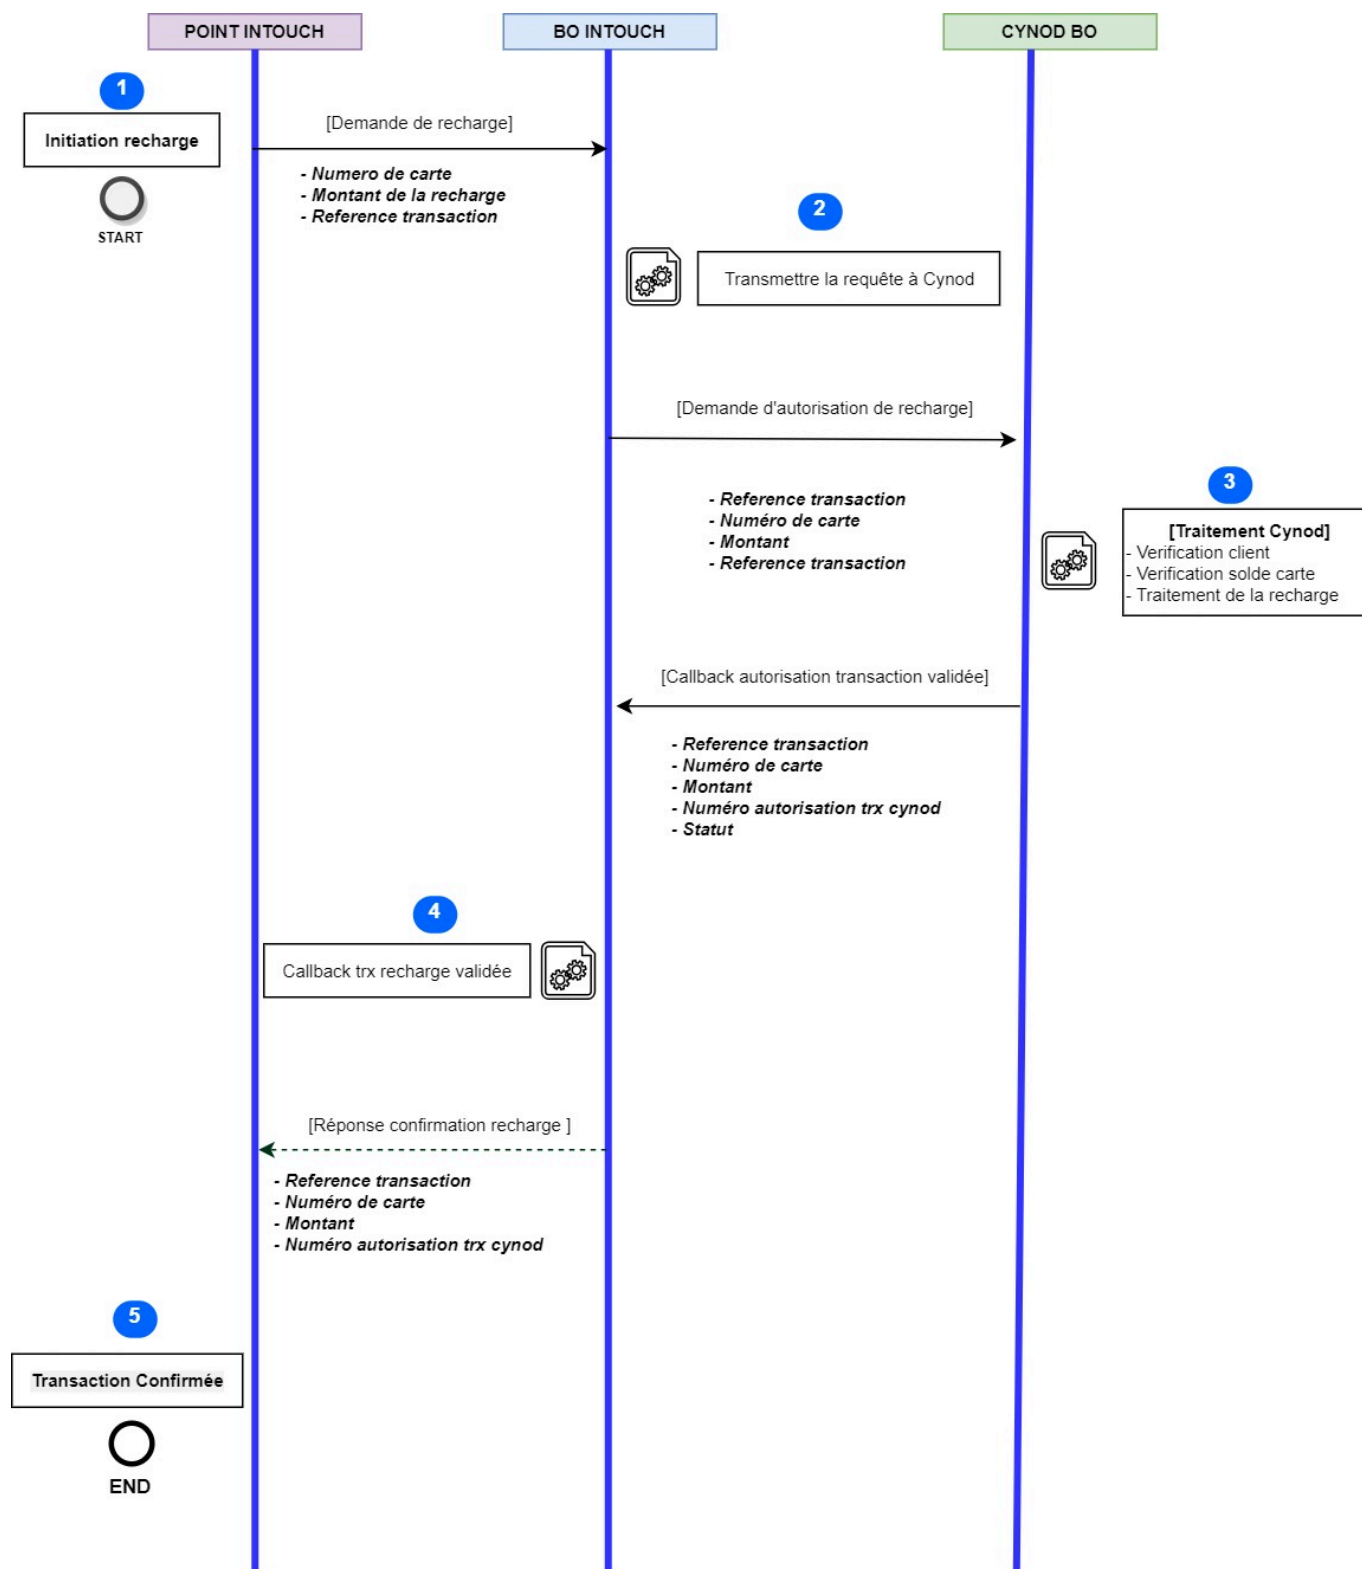 POINT INTOUCH
BO INTOUCH
CYNOD BO
1
Initiation recharge
START
[Demande de recharge]
- Numero de carte
- Montant de la recharge
- Reference transaction
2
Transmettre la requête à Cynod
[Demande d'autorisation de recharge]
- Reference transaction
- Numéro de carte
- Montant
- Reference transaction
3
[Traitement Cynod]
- Verification client
- Verification solde carte
- Traitement de la recharge
[Callback autorisation transaction validée]
- Reference transaction
- Numéro de carte
- Montant
- Numéro autorisation trx cynod
- Statut
4
Callback trx recharge validée
[Réponse confirmation recharge ]
- Reference transaction
- Numéro de carte
- Montant
- Numéro autorisation trx cynod
5
Transaction Confirmée
END